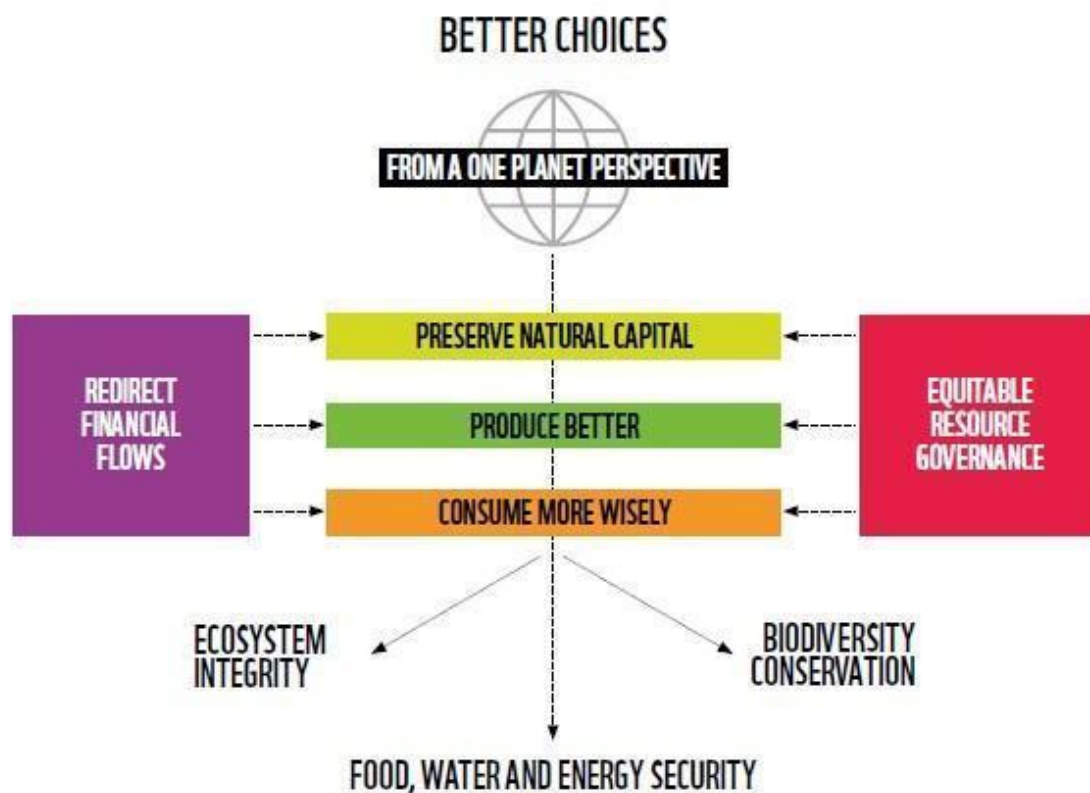 BETTER CHOICES
FROM A ONE PLANET PERSPECTIVE
REDIRECT
FINANCIAL
FLOWS
PRESERVE NATURAL CAPITAL
PRODUCE BETTER
CONSUME MORE WISELY
EQUITABLE
RESOURCE
GOVERNANCE
ECOSYSTEM
INTEGRITY
BIODIVERSITY
CONSERVATION
FOOD, WATER AND ENERGY SECURITY